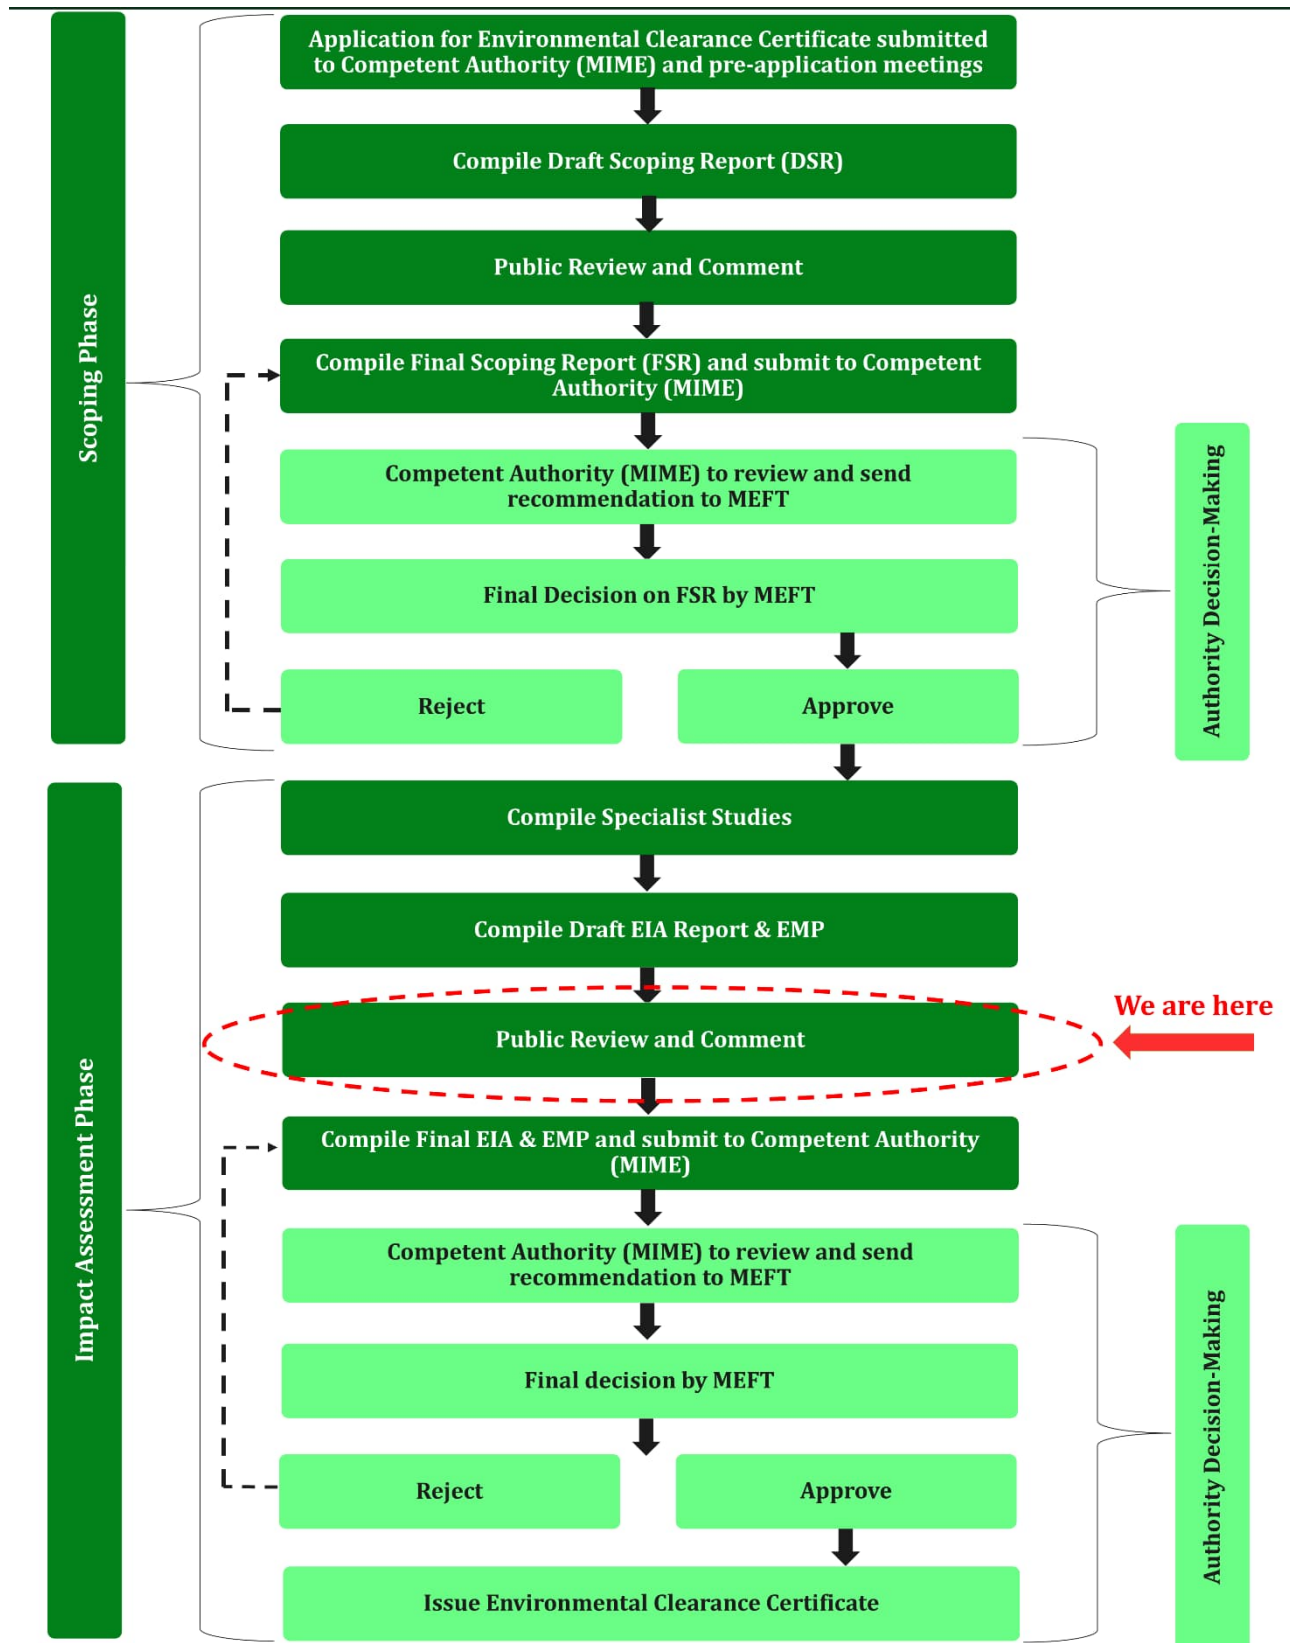 Scoping Phase
Application for Environmental Clearance Certificate submitted
to Competent Authority (MIME) and pre-application meetings
Compile Draft Scoping Report (DSR)
Public Review and Comment
Compile Final Scoping Report (FSR) and submit to Competent
Authority (MIME)
Competent Authority (MIME) to review and send
recommendation to MEFT
Final Decision on FSR by MEFT
Reject
Approve
Authority Decision-Making
Impact Assessment Phase
Compile Specialist Studies
Compile Draft EIA Report & EMP
Public Review and Comment
We are here
Compile Final EIA & EMP and submit to Competent Authority
(MIME)
Competent Authority (MIME) to review and send
recommendation to MEFT
Final decision by MEFT
Reject
Approve
Issue Environmental Clearance Certificate
Authority Decision-Making